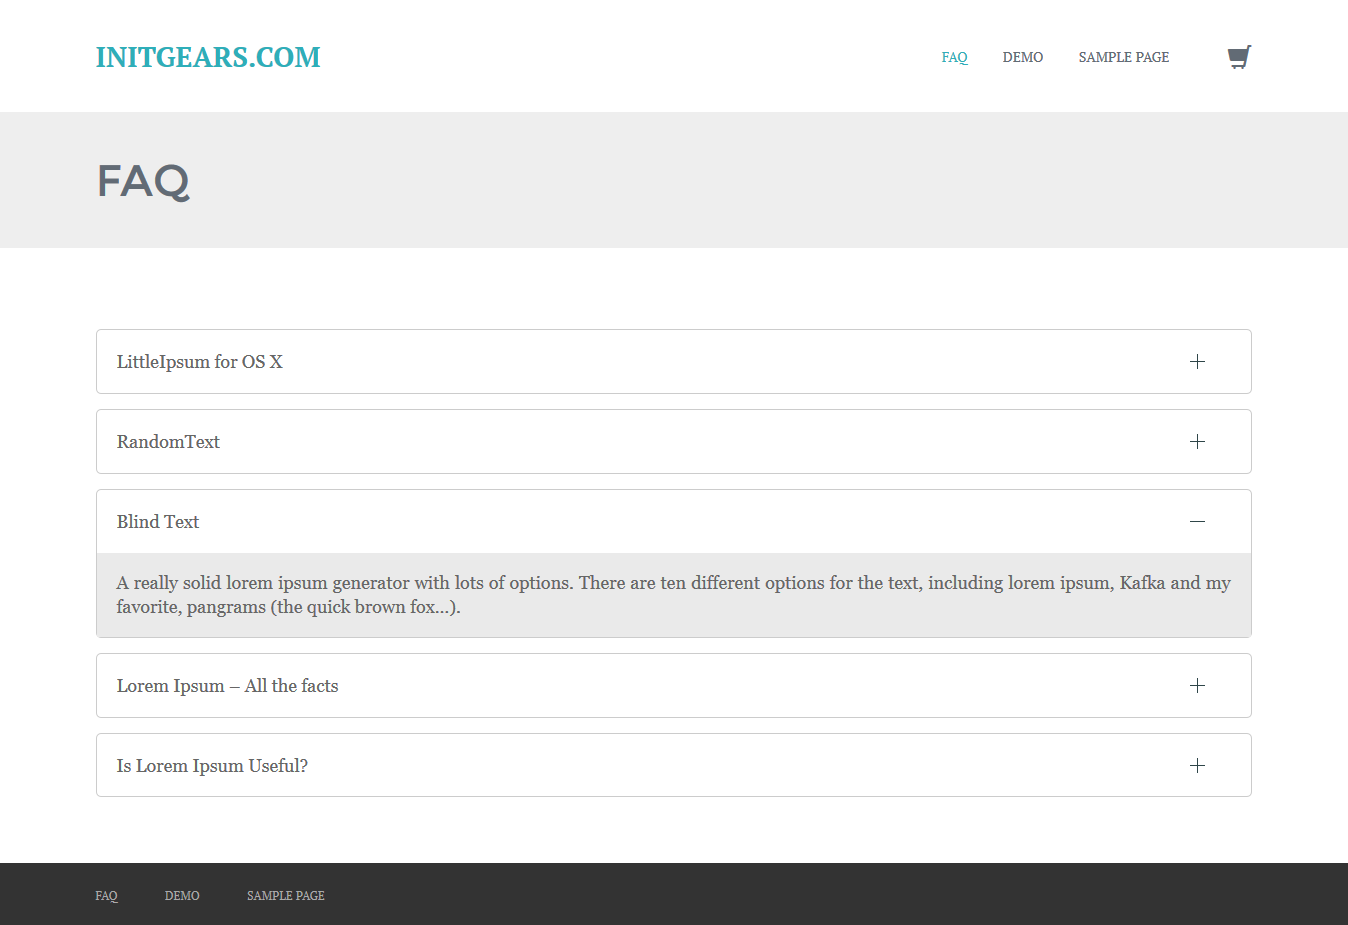 INITGEARS.COM
FAQ DEMO SAMPLE PAGE
FAQ
LittleIpsum for OS X
RandomText
Blind Text
A really solid lorem ipsum generator with lots of options. There are ten different options for the text, including lorem ipsum, Kafka and my
favorite, pangrams (the quick brown fox...).
Lorem Ipsum – All the facts
Is Lorem Ipsum Useful?
FAQ DEMO SAMPLE PAGE